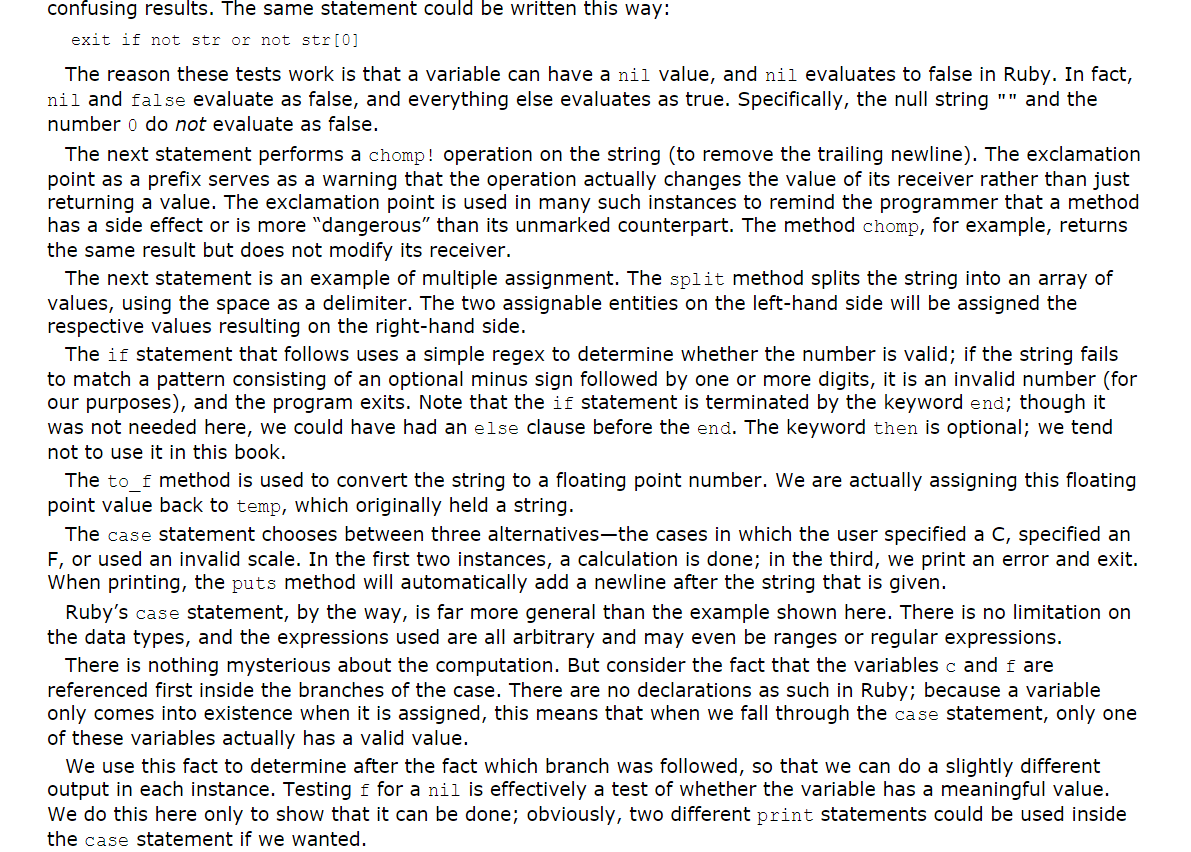 confusing results. The same statement could be written this way:
exit if not str or not str[0]
The reason these tests work is that a variable can have a nil value, and nil evaluates to false in Ruby. In fact,
nil and false evaluate as false, and everything else evaluates as true. Specifically, the null string "" and the
number 0 do not evaluate as false.
The next statement performs a chomp! operation on the string (to remove the trailing newline). The exclamation
point as a prefix serves as a warning that the operation actually changes the value of its receiver rather than just
returning a value. The exclamation point is used in many such instances to remind the programmer that a method
has a side effect or is more “dangerous” than its unmarked counterpart. The method chomp, for example, returns
the same result but does not modify its receiver.
The next statement is an example of multiple assignment. The split method splits the string into an array of
values, using the space as a delimiter. The two assignable entities on the left-hand side will be assigned the
respective values resulting on the right-hand side.
The if statement that follows uses a simple regex to determine whether the number is valid; if the string fails
to match a pattern consisting of an optional minus sign followed by one or more digits, it is an invalid number (for
our purposes), and the program exits. Note that the if statement is terminated by the keyword end; though it
was not needed here, we could have had an else clause before the end. The keyword then is optional; we tend
not to use it in this book.
The to_f method is used to convert the string to a floating point number. We are actually assigning this floating
point value back to temp, which originally held a string.
The case statement chooses between three alternatives—the cases in which the user specified a C, specified an
F, or used an invalid scale. In the first two instances, a calculation is done; in the third, we print an error and exit.
When printing, the puts method will automatically add a newline after the string that is given.
Ruby’s case statement, by the way, is far more general than the example shown here. There is no limitation on
the data types, and the expressions used are all arbitrary and may even be ranges or regular expressions.
There is nothing mysterious about the computation. But consider the fact that the variables c and f are
referenced first inside the branches of the case. There are no declarations as such in Ruby; because a variable
only comes into existence when it is assigned, this means that when we fall through the case statement, only one
of these variables actually has a valid value.
We use this fact to determine after the fact which branch was followed, so that we can do a slightly different
output in each instance. Testing f for a nil is effectively a test of whether the variable has a meaningful value.
We do this here only to show that it can be done; obviously, two different print statements could be used inside
the case statement if we wanted.